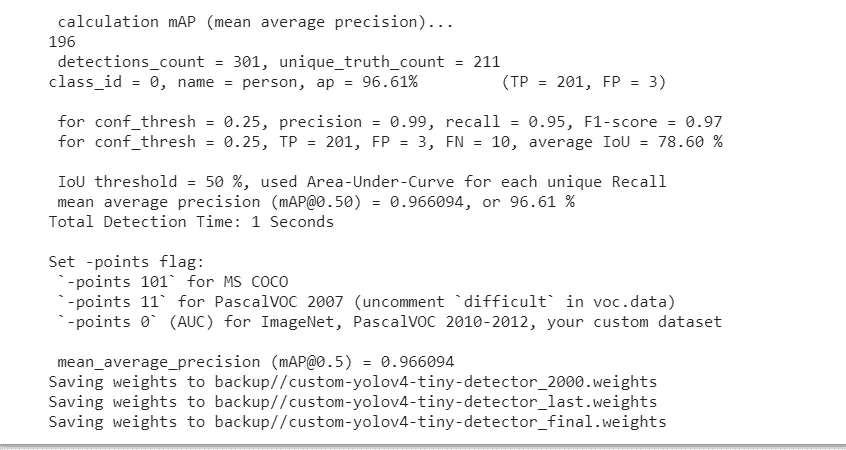 calculation mAP (mean average precision)...
196
detections_count = 301, unique_truth_count = 211
class_id = 0, name = person, ap = 96.61% (TP = 201, FP = 3)
for conf_thresh = 0.25, precision = 0.99, recall = 0.95, F1-score = 0.97
for conf_thresh = 0.25, TP = 201, FP = 3, FN = 10, average IoU = 78.60 %
IoU threshold = 50 %, used Area-Under-Curve for each unique Recall
mean average precision (mAP@0.50) = 0.966094, or 96.61 %
Total Detection Time: 1 Seconds
Set -points flag:
`-points 101` for MS COCO
`-points 11` for PascalVOC 2007 (uncomment `difficult` in voc.data)
`-points 0` (AUC) for ImageNet, PascalVOC 2010-2012, your custom dataset
mean_average_precision (mAP@0.5) = 0.966094
Saving weights to backup//custom-yolov4-tiny-detector_2000.weights
Saving weights to backup//custom-yolov4-tiny-detector_last.weights
Saving weights to backup//custom-yolov4-tiny-detector_final.weights